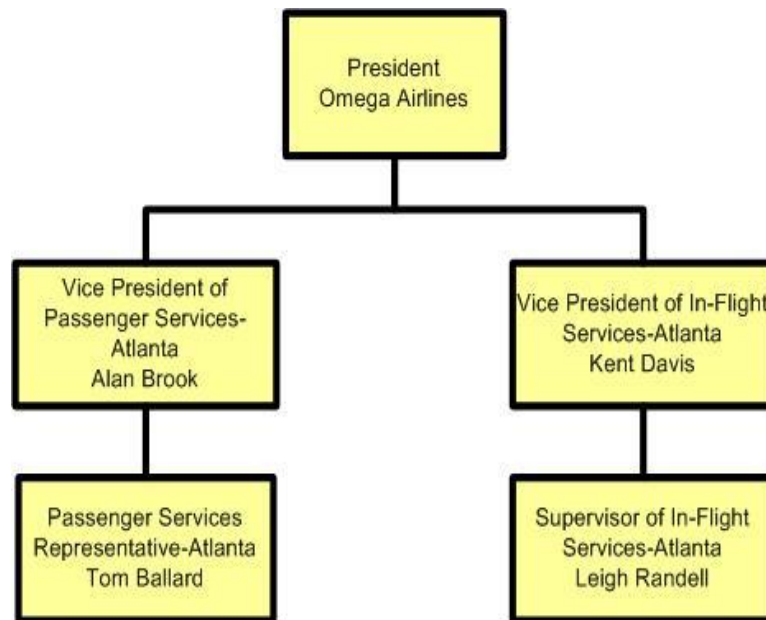 President
Omega Airlines
Vice President of
Passenger Services-
Atlanta
Alan Brook
Vice President of In-Flight
Services-Atlanta
Kent Davis
Passenger Services
Representative-Atlanta
Tom Ballard
Supervisor of In-Flight
Services-Atlanta
Leigh Randell